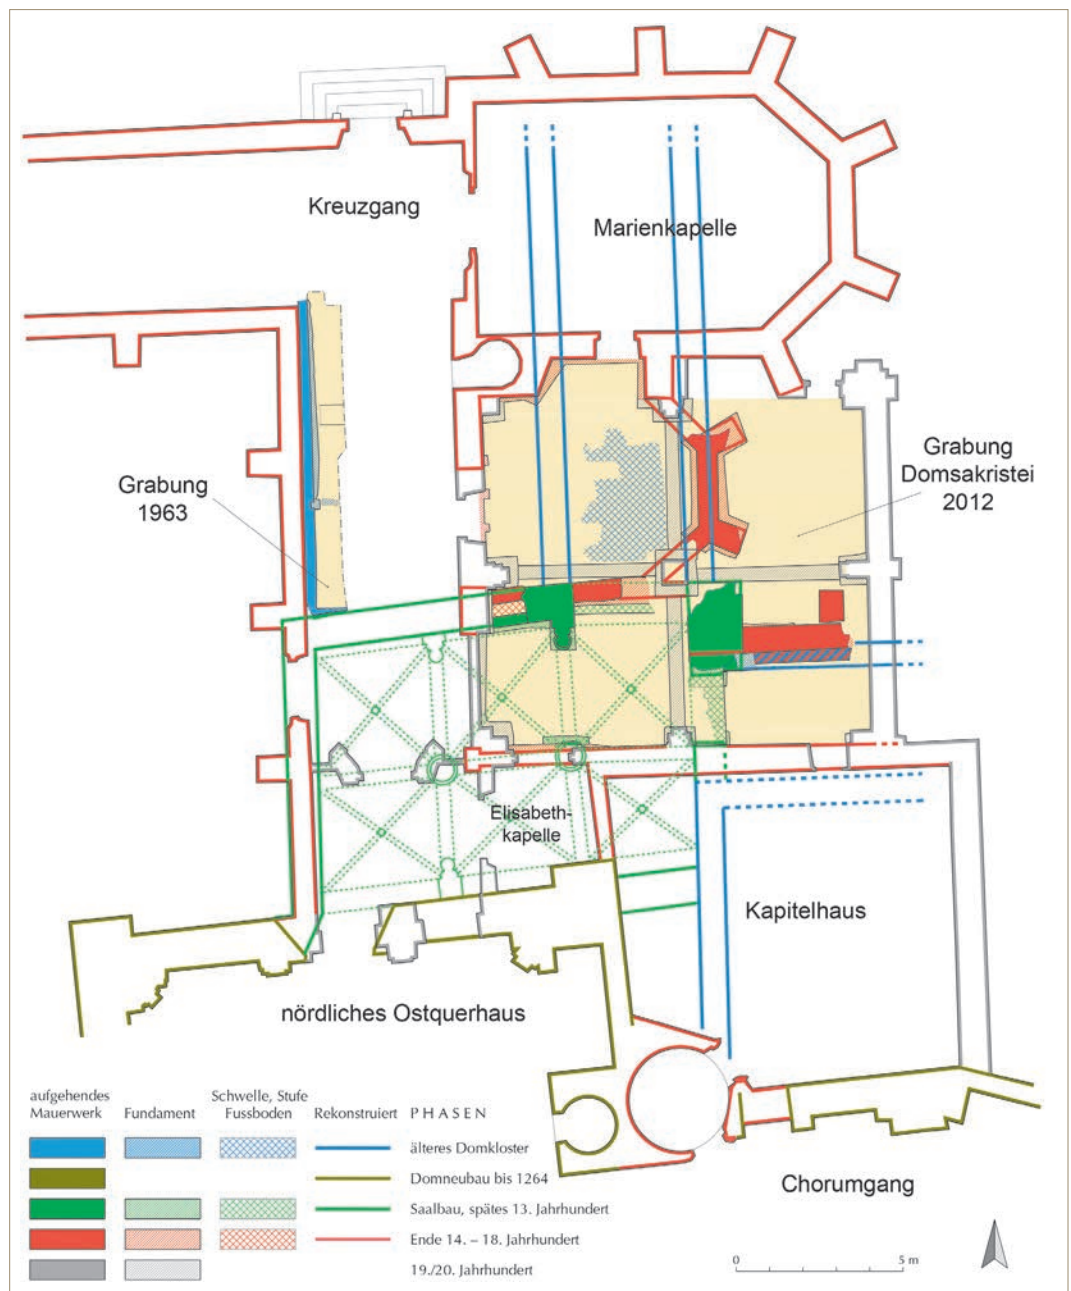 Kreuzgang
Marienkapelle
Grabung
1963
Grabung
Domsakristei
2012
Elisabeth-
kapelle
Kapitelhaus
nördliches Ostquerhaus
Chorumgang
aufgehendes
Mauerwerk
Fundament
Schwelle, Stufe
Fussboden
Rekonstruiert
PHASEN
älteres Domkloster
Domneubau bis 1264
Saalbau, spätes 13. Jahrhundert
Ende 14. – 18. Jahrhundert
19./20. Jahrhundert
0 5 m